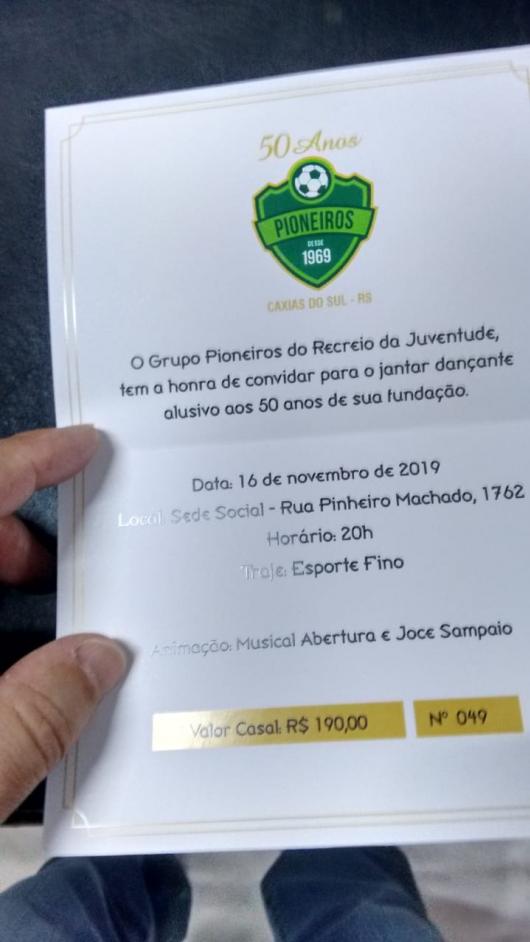 50 Anos
PIONEIROS
DESDE
1969
CAXIAS DO SUL - RS
O Grupo Pioneiros do Recreio da Juventude,
tem a honra de convidar para o jantar dançante
alusivo aos 50 anos de sua fundação.
Data: 16 de novembro de 2019
Local: Sede Social - Rua Pinheiro Machado, 1762
Horário: 20h
Traje: Esporte Fino
Animação: Musical Abertura e Joce Sampaio
Valor Casal: R$ 190,00
Nº 049